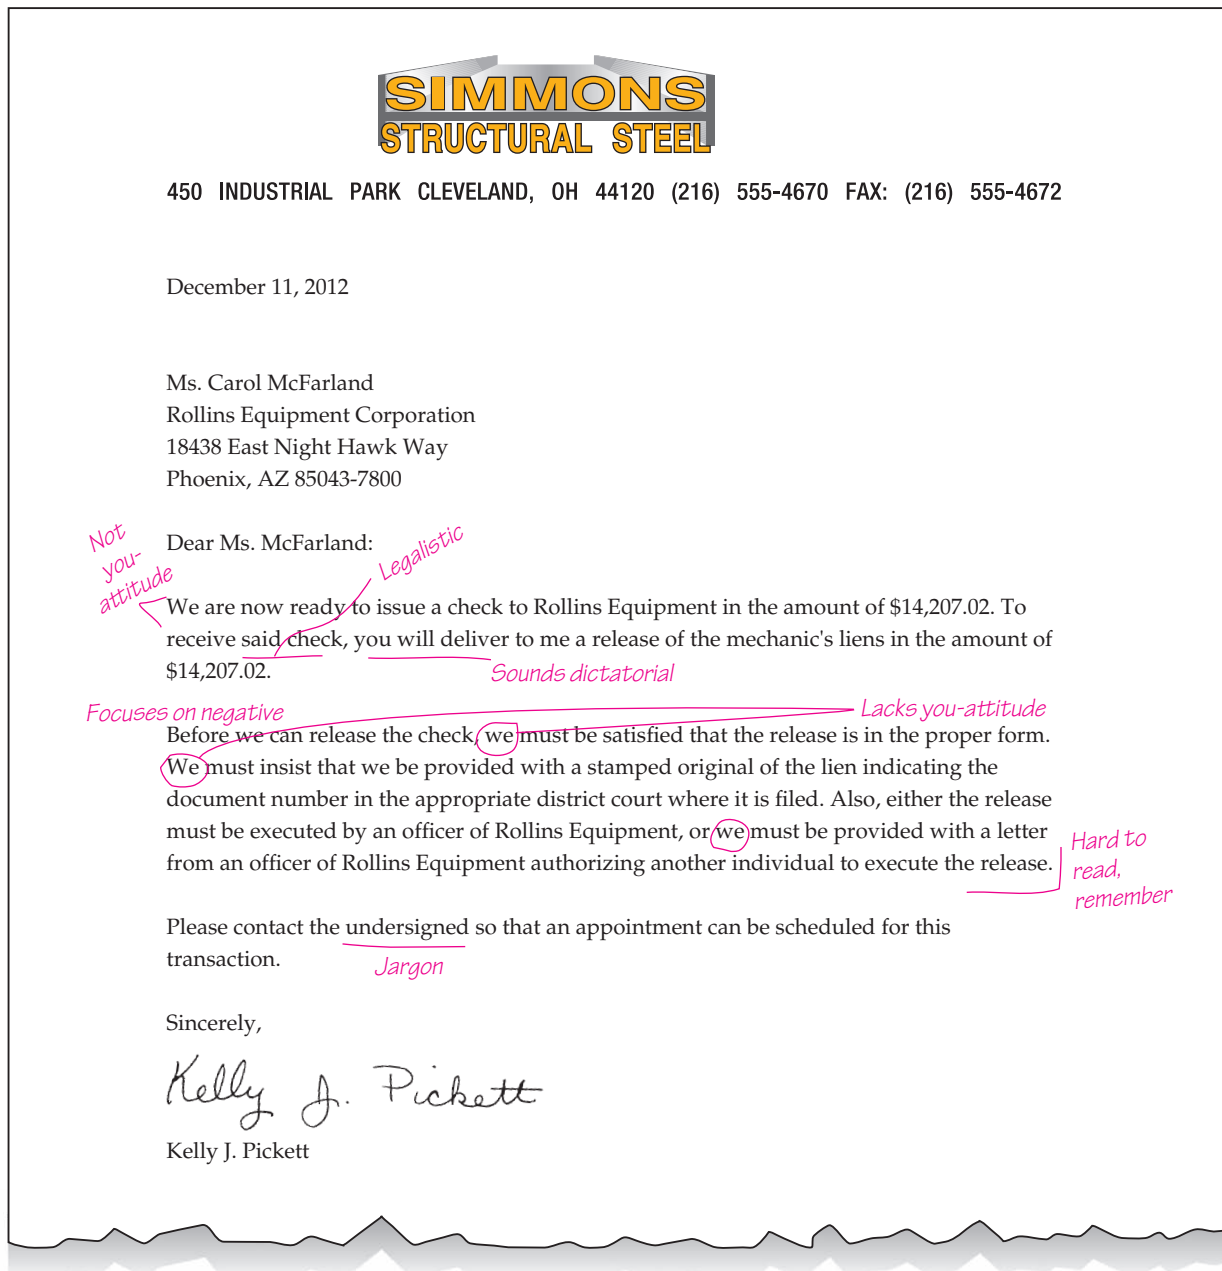 SIMMONS
STRUCTURAL STEEL
450 INDUSTRIAL PARK CLEVELAND, OH 44120 (216) 555-4670 FAX: (216) 555-4672
December 11, 2012
Ms. Carol McFarland
Rollins Equipment Corporation
18438 East Night Hawk Way
Phoenix, AZ 85043-7800
Not
you-
attitude
Dear Ms. McFarland:
Legalistic
We are now ready to issue a check to Rollins Equipment in the amount of $14,207.02. To
receive said check, you will deliver to me a release of the mechanic's liens in the amount of
$14,207.02.
Sounds dictatorial
Focuses on negative
Lacks you-attitude
Before we can release the check, we must be satisfied that the release is in the proper form.
We must insist that we be provided with a stamped original of the lien indicating the
document number in the appropriate district court where it is filed. Also, either the release
must be executed by an officer of Rollins Equipment, or we must be provided with a letter
from an officer of Rollins Equipment authorizing another individual to execute the release.
Hard to
read,
remember
Please contact the undersigned so that an appointment can be scheduled for this
transaction.
Jargon
Sincerely,
Kelly J. Pickett
Kelly J. Pickett